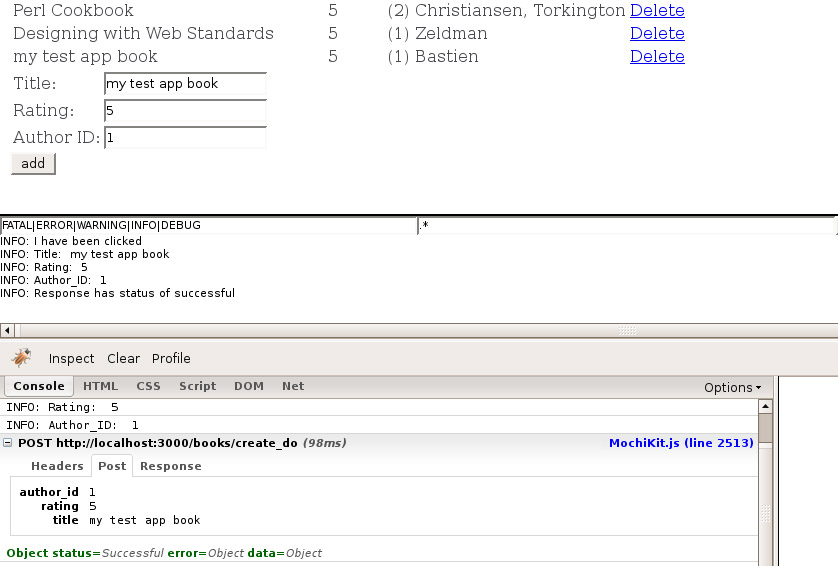 Perl Cookbook 5 (2) Christiansen, Torkington Delete
Designing with Web Standards 5 (1) Zeldman Delete
my test app book 5 (1) Bastien Delete
Title: my test app book
Rating: 5
Author ID: 1
add
FATAL|ERROR|WARNING|INFO|DEBUG .*
INFO: I have been clicked
INFO: Title: my test app book
INFO: Rating: 5
INFO: Author_ID: 1
INFO: Response has status of successful
Inspect Clear Profile
Console HTML CSS Script DOM Net Options
INFO: Rating: 5
INFO: Author_ID: 1
POST http://localhost:3000/books/create_do (98ms) MochiKit.js (line 2513)
Headers Post Response
author_id 1
rating 5
title my test app book
Object status=Successful error=Object data=Object